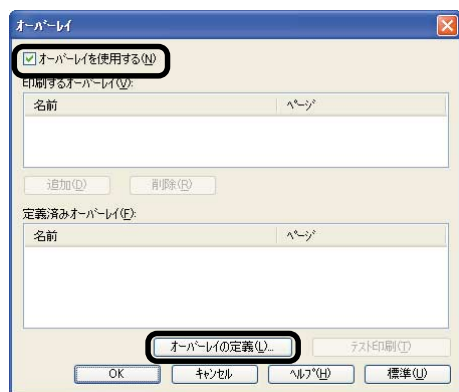 オーバーレイ
オーバーレイを使用する(N)
印刷するオーバーレイ(V):
名前 ページ
追加(D) 削除(R)
定義済みオーバーレイ(F):
名前 ページ
オーバーレイの定義(L)... テスト印刷(T)
OK キャンセル ヘルプ(H) 標準(U)